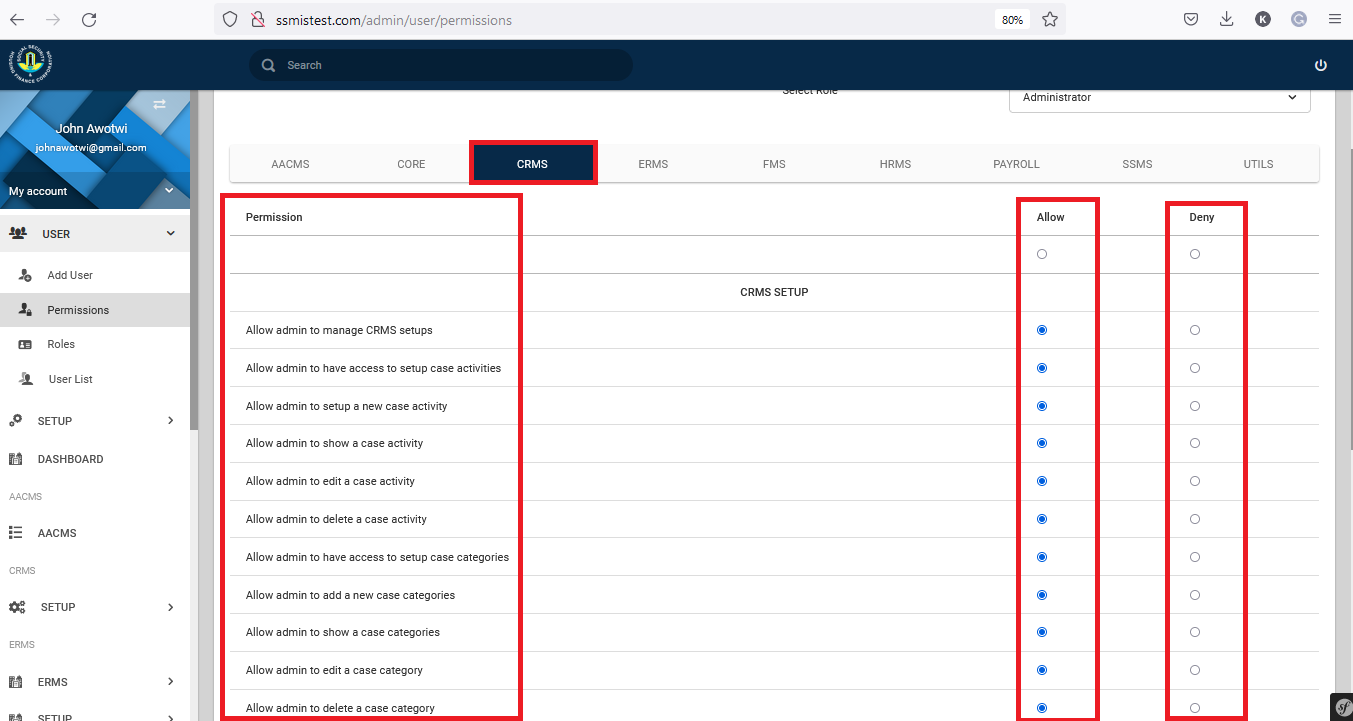 ssmistest.com/admin/user/permissions
80%
K
G
SOCIAL SECURITY
HOUSING FINANCE CORPORATION
Search
John Awotwi
johnawotwi@gmail.com
My account
USER
Add User
Permissions
Roles
User List
SETUP
DASHBOARD
AACMS
AACMS
CRMS
SETUP
ERMS
ERMS
SETUP
Select Role
Administrator
AACMS CORE CRMS ERMS FMS HRMS PAYROLL SSMS UTILS
Permission Allow Deny
CRMS SETUP
Allow admin to manage CRMS setups
Allow admin to have access to setup case activities
Allow admin to setup a new case activity
Allow admin to show a case activity
Allow admin to edit a case activity
Allow admin to delete a case activity
Allow admin to have access to setup case categories
Allow admin to add a new case categories
Allow admin to show a case categories
Allow admin to edit a case category
Allow admin to delete a case category
sf